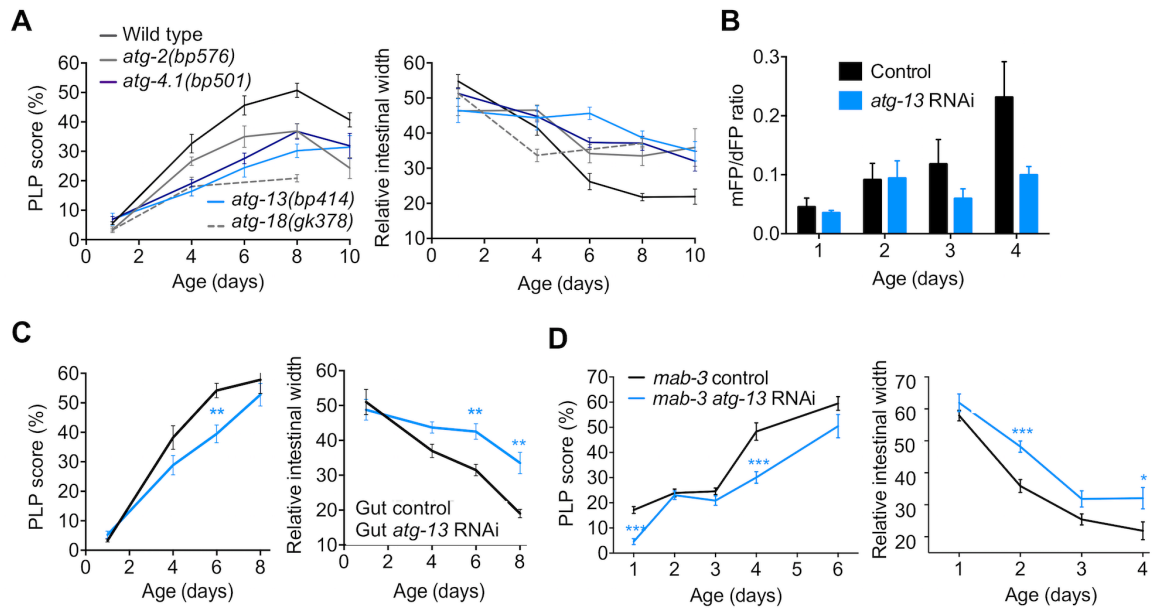 A
Wild type
atg-2(bp576)
atg-4.1(bp501)
atg-13(bp414)
atg-18(gk378)
PLP score (%)
60
50
40
30
20
10
0
0 2 4 6 8 10
Age (days)
Relative intestinal width
60
50
40
30
20
10
0 2 4 6 8 10
Age (days)
B
Control
atg-13 RNAi
mFP/dFP ratio
0.3
0.2
0.1
0.0
1 2 3 4
Age (days)
C
PLP score (%)
60
50
40
30
20
10
0
**
0 2 4 6 8
Age (days)
Relative intestinal width
60
50
40
30
20
10
**
**
Gut control
Gut atg-13 RNAi
0 2 4 6 8
Age (days)
D
mab-3 control
mab-3 atg-13 RNAi
PLP score (%)
70
60
50
40
30
20
10
0
***
***
1 2 3 4 5 6
Age (days)
Relative intestinal width
70
60
50
40
30
20
***
*
1 2 3 4
Age (days)